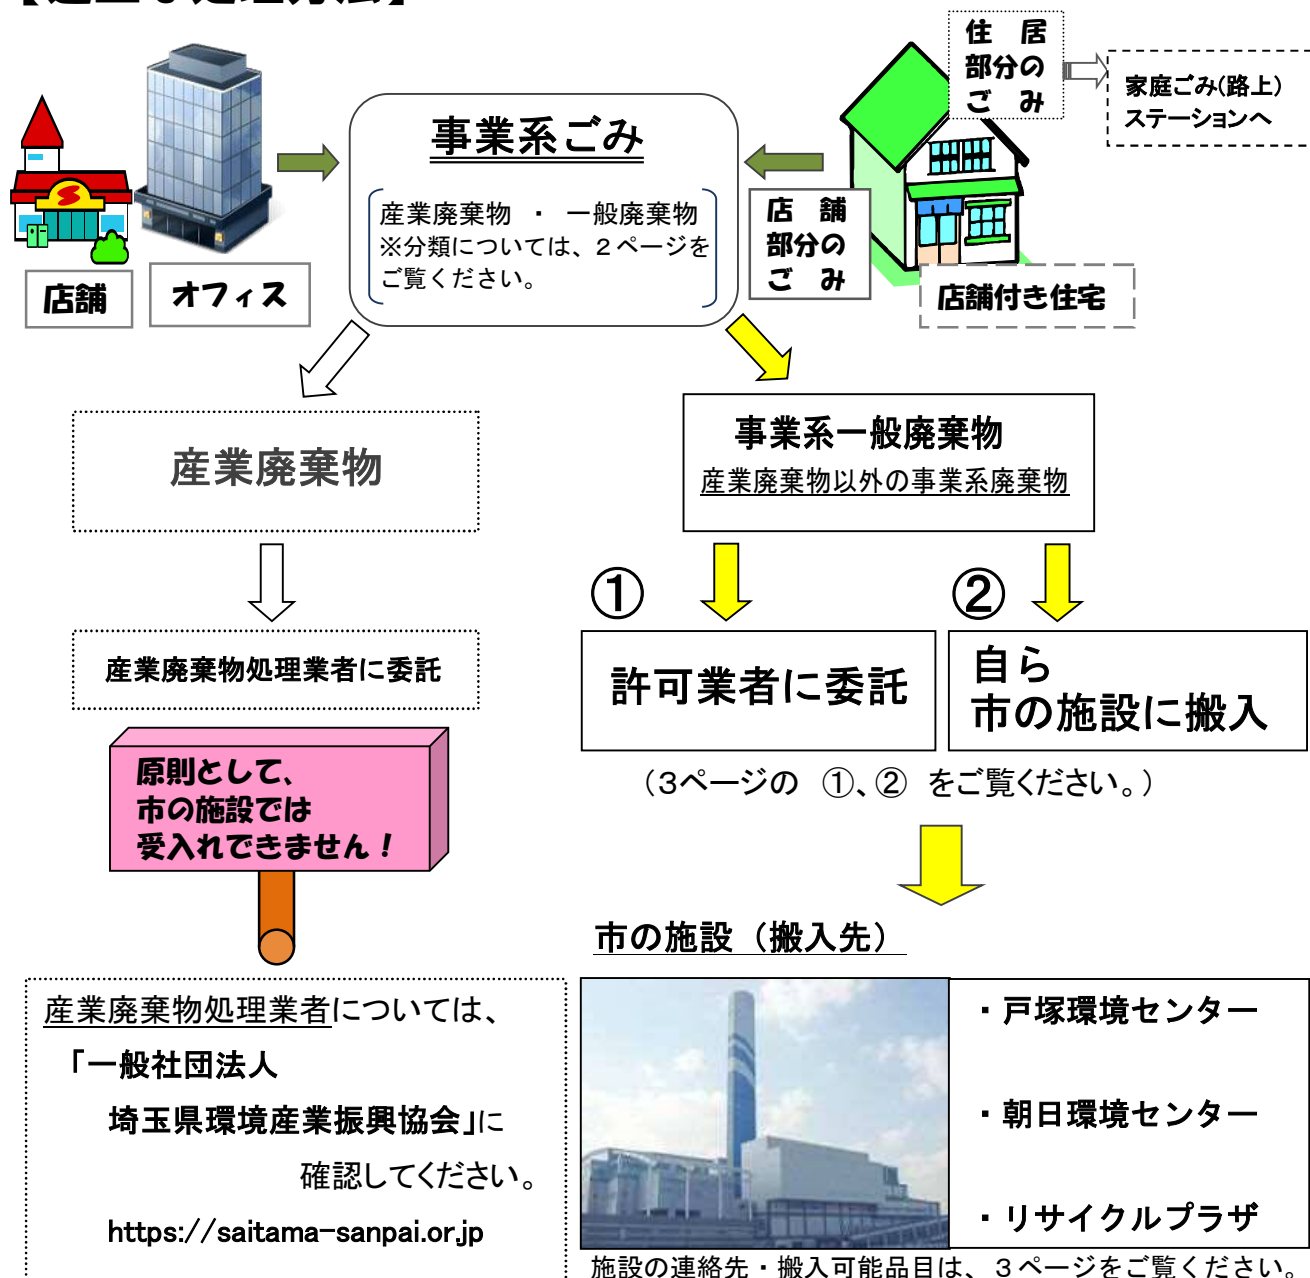 【適正な処理方法】
住 居
部分の
ご み
家庭ごみ(路上)
ステーションへ
事業系ごみ
産業廃棄物 ・ 一般廃棄物
※分類については、2ページを
ご覧ください。
店 舗
部分の
ご み
店舗
オフィス
店舗付き住宅
産業廃棄物
事業系一般廃棄物
産業廃棄物以外の事業系廃棄物
① ②
産業廃棄物処理業者に委託
許可業者に委託
自ら
市の施設に搬入
原則として、
市の施設では
受入れできません!
(3ページの ①、② をご覧ください。)
市の施設(搬入先)
産業廃棄物処理業者については、
「一般社団法人
埼玉県環境産業振興協会」に
確認してください。
https://saitama-sanpai.or.jp
・戸塚環境センター
・朝日環境センター
・リサイクルプラザ
施設の連絡先・搬入可能品目は、3ページをご覧ください。